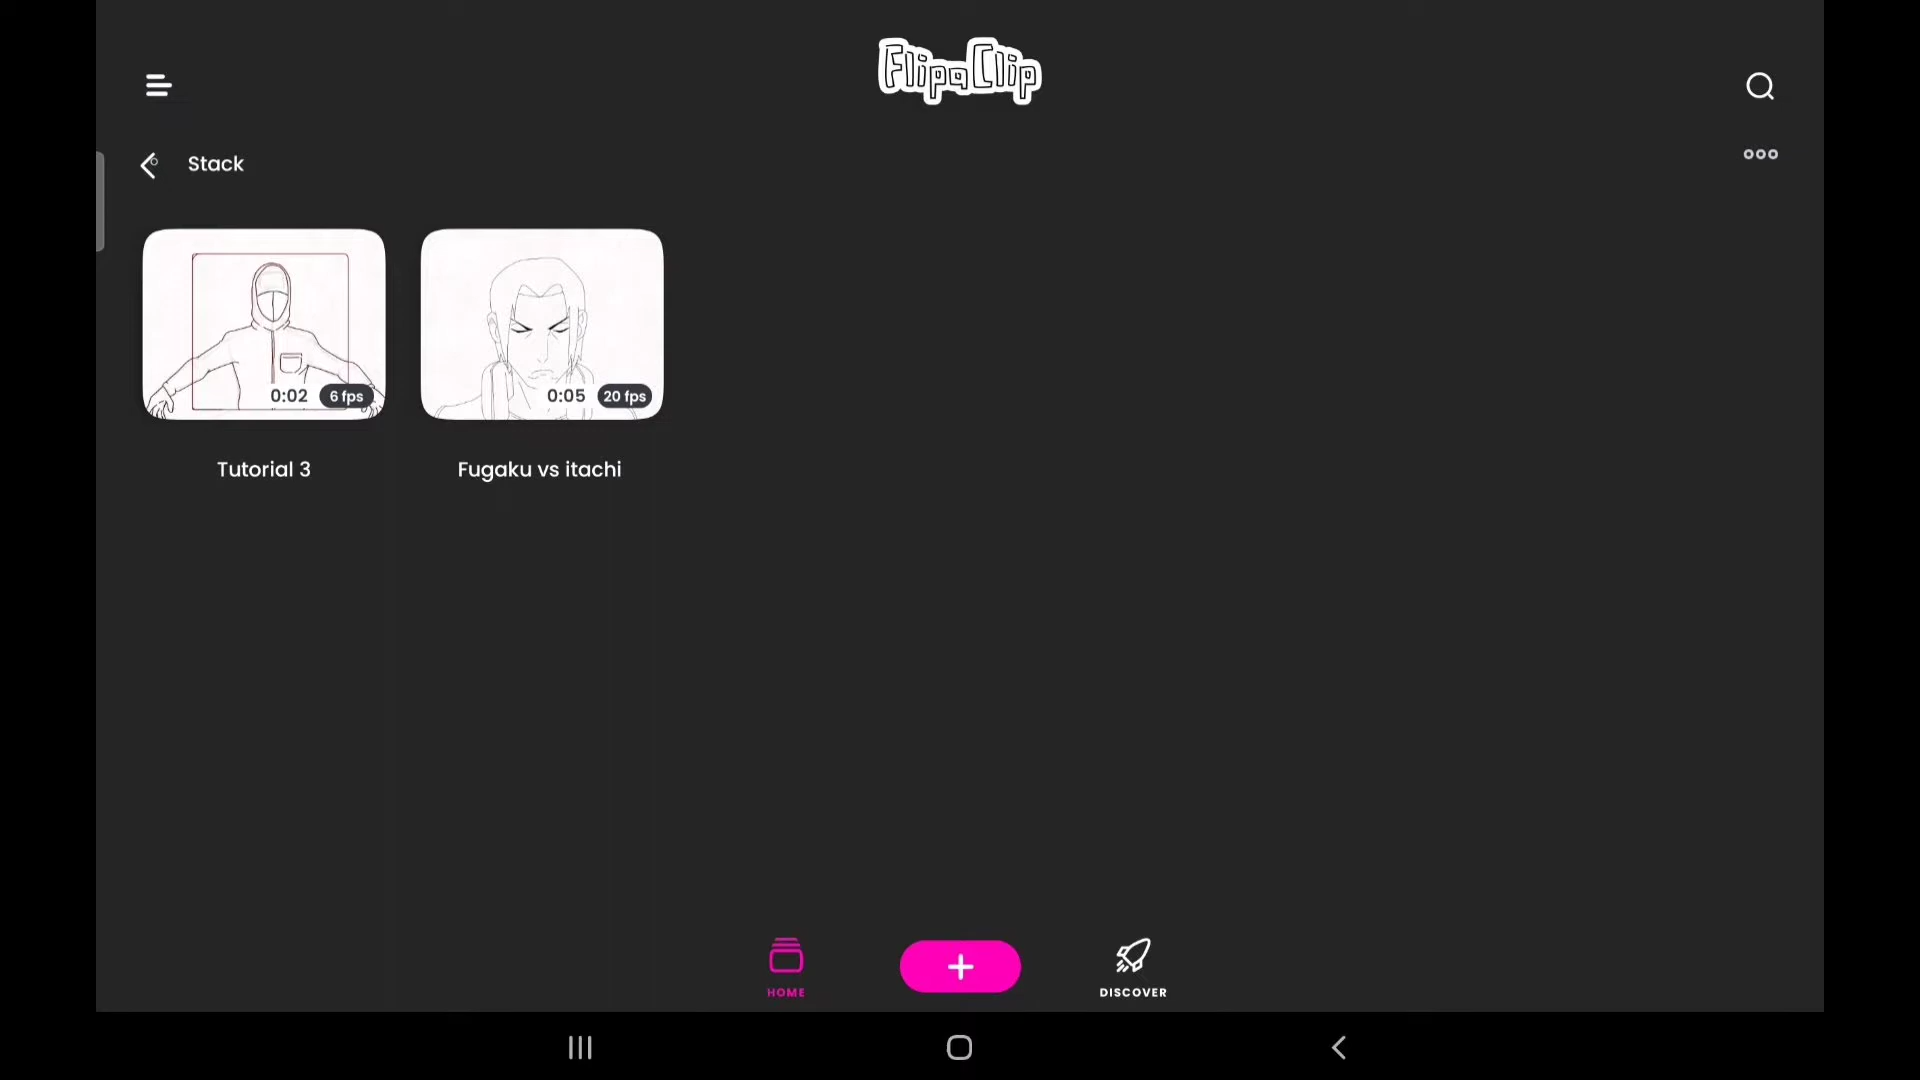 FlipaClip
Stack
0:02 6 fps
0:05 20 fps
Tutorial 3
Fugaku vs itachi
HOME
DISCOVER